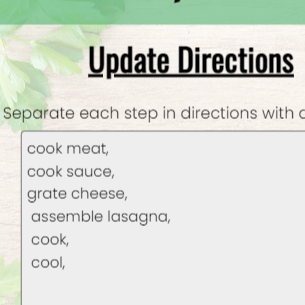 Update Directions
Separate each step in directions with
cook meat,
cook sauce,
grate cheese,
assemble lasagna,
cook,
cool,